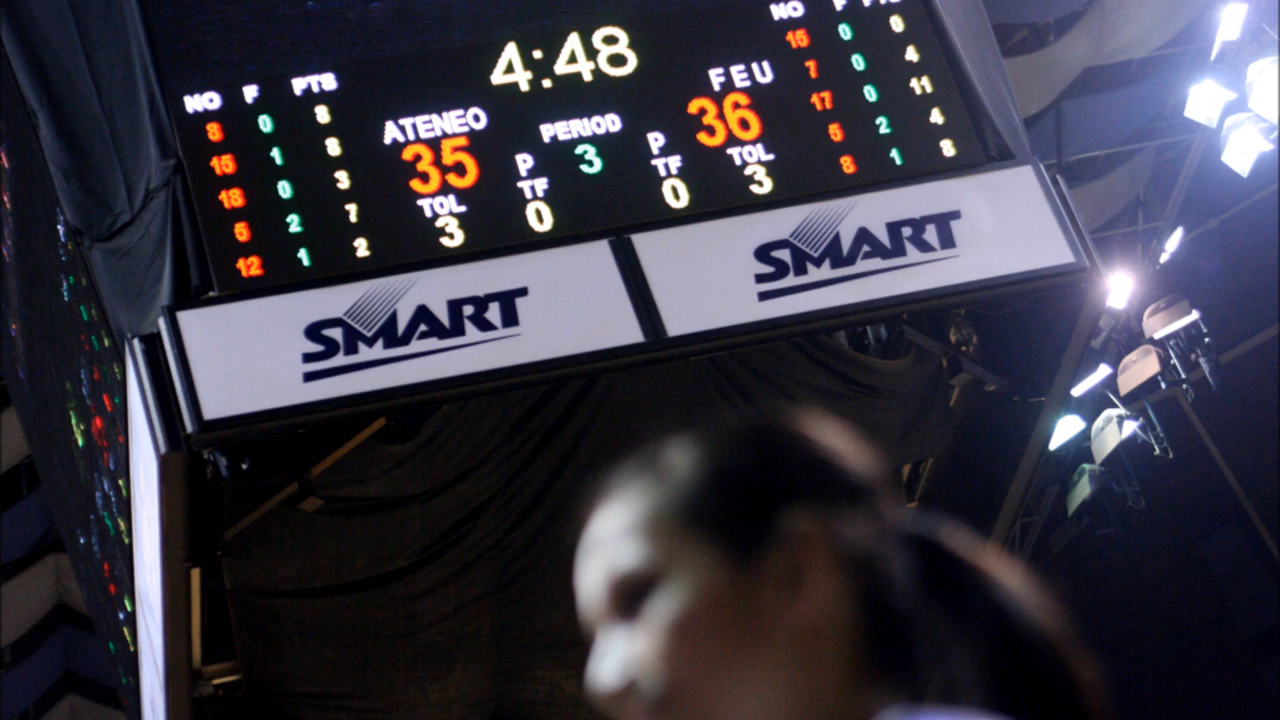 4:48
NO F PTS
8 0 8
15 1 8
18 0 3
5 2 7
12 1 2
ATENEO
35
TOL
3
P
TF
0
PERIOD
3
P
TF
0
FEU
36
TOL
3
NO F
15 0 0
7 0 4
17 0 11
5 2 4
8 1 8
SMART
SMART